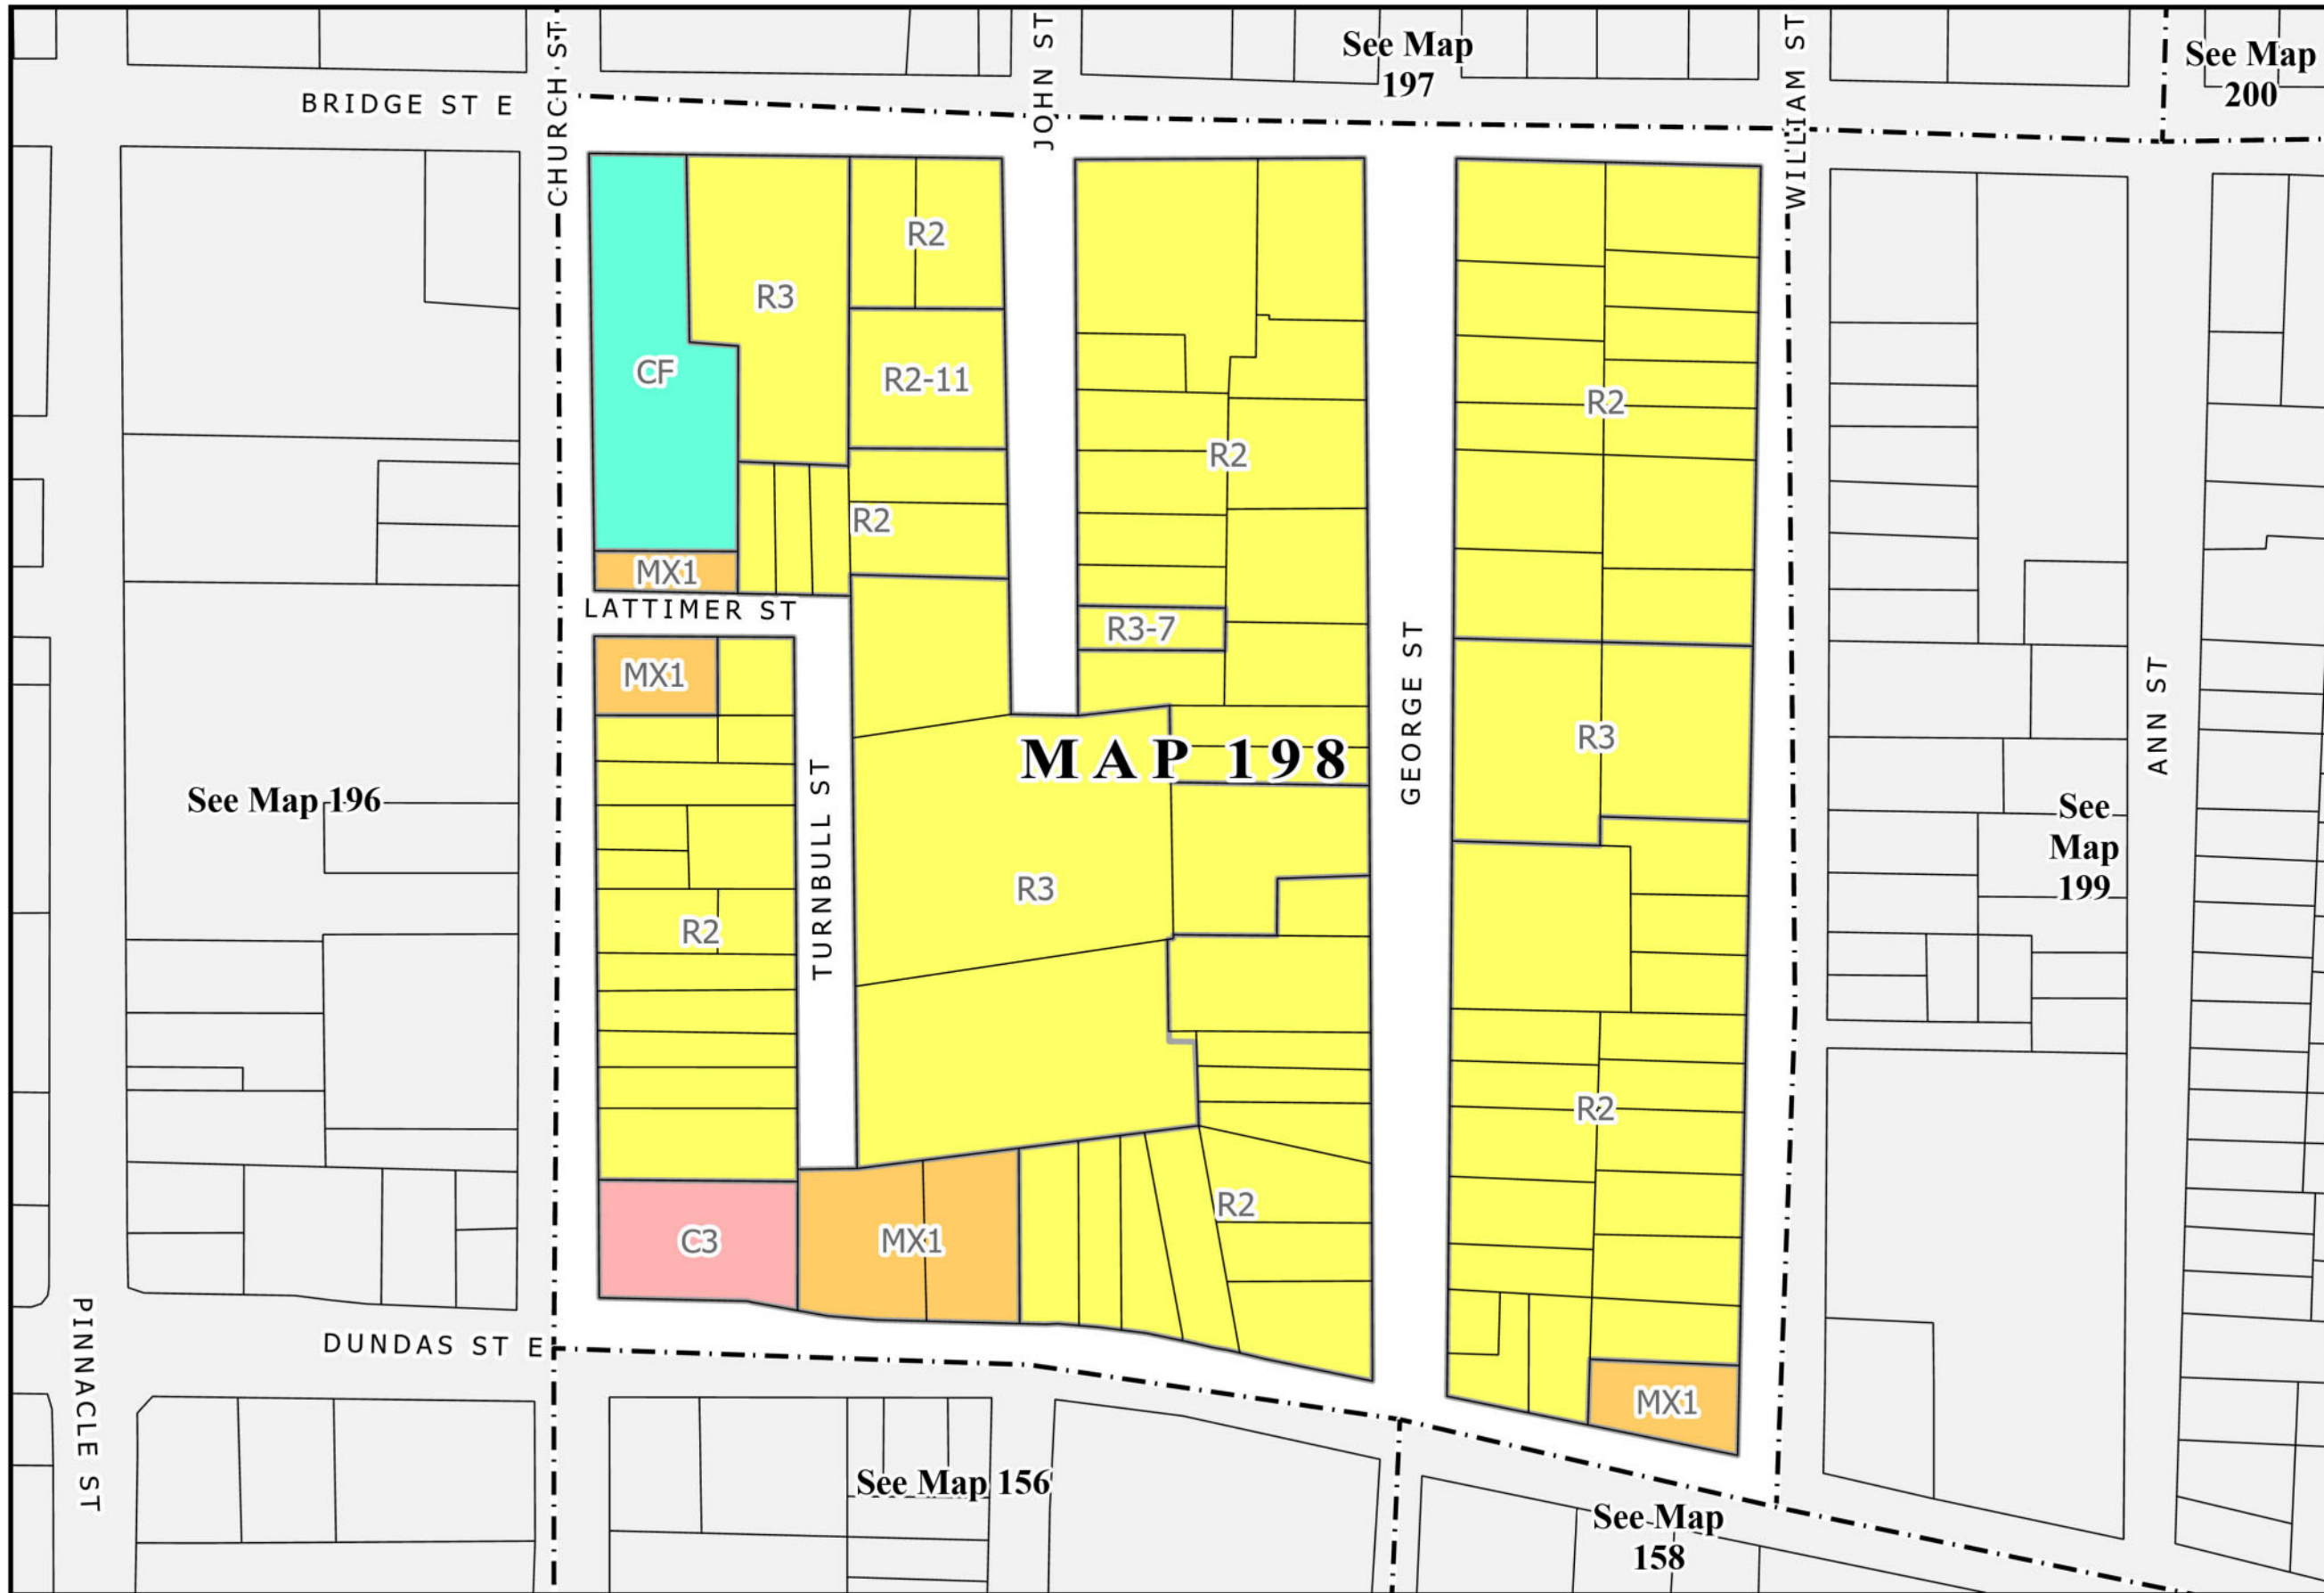 CHURCH ST
JOHN ST
See Map
197
WILLIAM ST
See Map
200
BRIDGE ST E
R2
R3
CF
R2-11
R2
R2
R2
MX1
LATTIMER ST
R3-7
MX1
GEORGE ST
ANN ST
R3
MAP 198
See Map 196
TURNBULL ST
See
Map
199
R3
R2
R2
R2
C3
MX1
PINNACLE ST
DUNDAS ST E
MX1
See Map 156
See Map
158